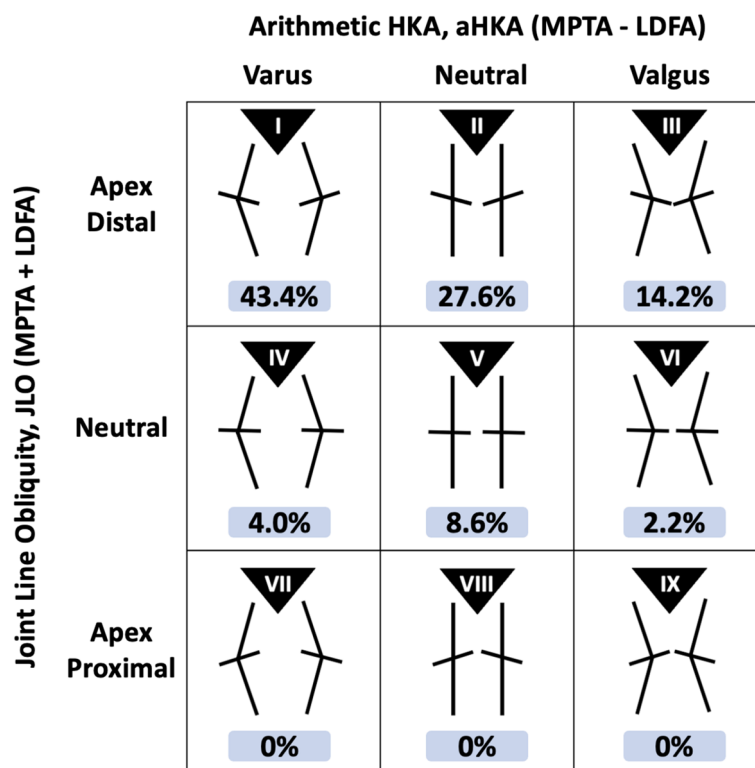 Arithmetic HKA, aHKA (MPTA - LDFA)
Varus Neutral Valgus
Joint Line Obliquity, JLO (MPTA + LDFA)
Apex
Distal
I II III
43.4% 27.6% 14.2%
Neutral
IV V VI
4.0% 8.6% 2.2%
Apex
Proximal
VII VIII IX
0% 0% 0%